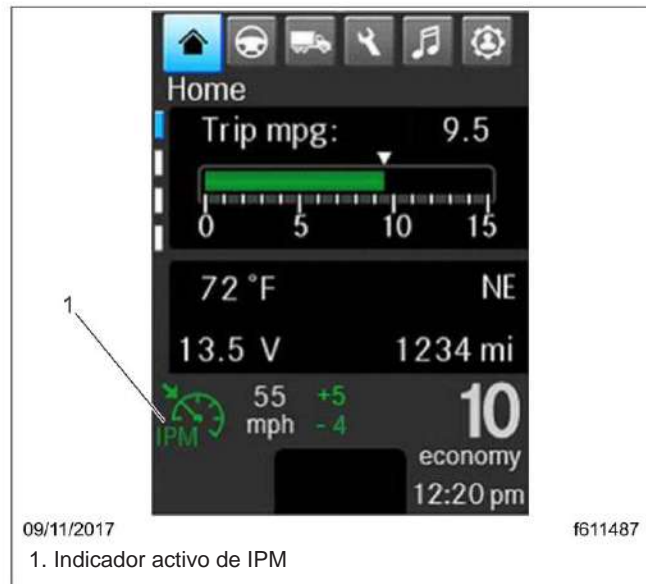 Home
Trip mpg: 9.5
0 5 10 15
72 °F NE
13.5 V 1234 mi
1
IPM 55 mph +5 - 4 10
economy
12:20 pm
09/11/2017 f611487
1. Indicador activo de IPM